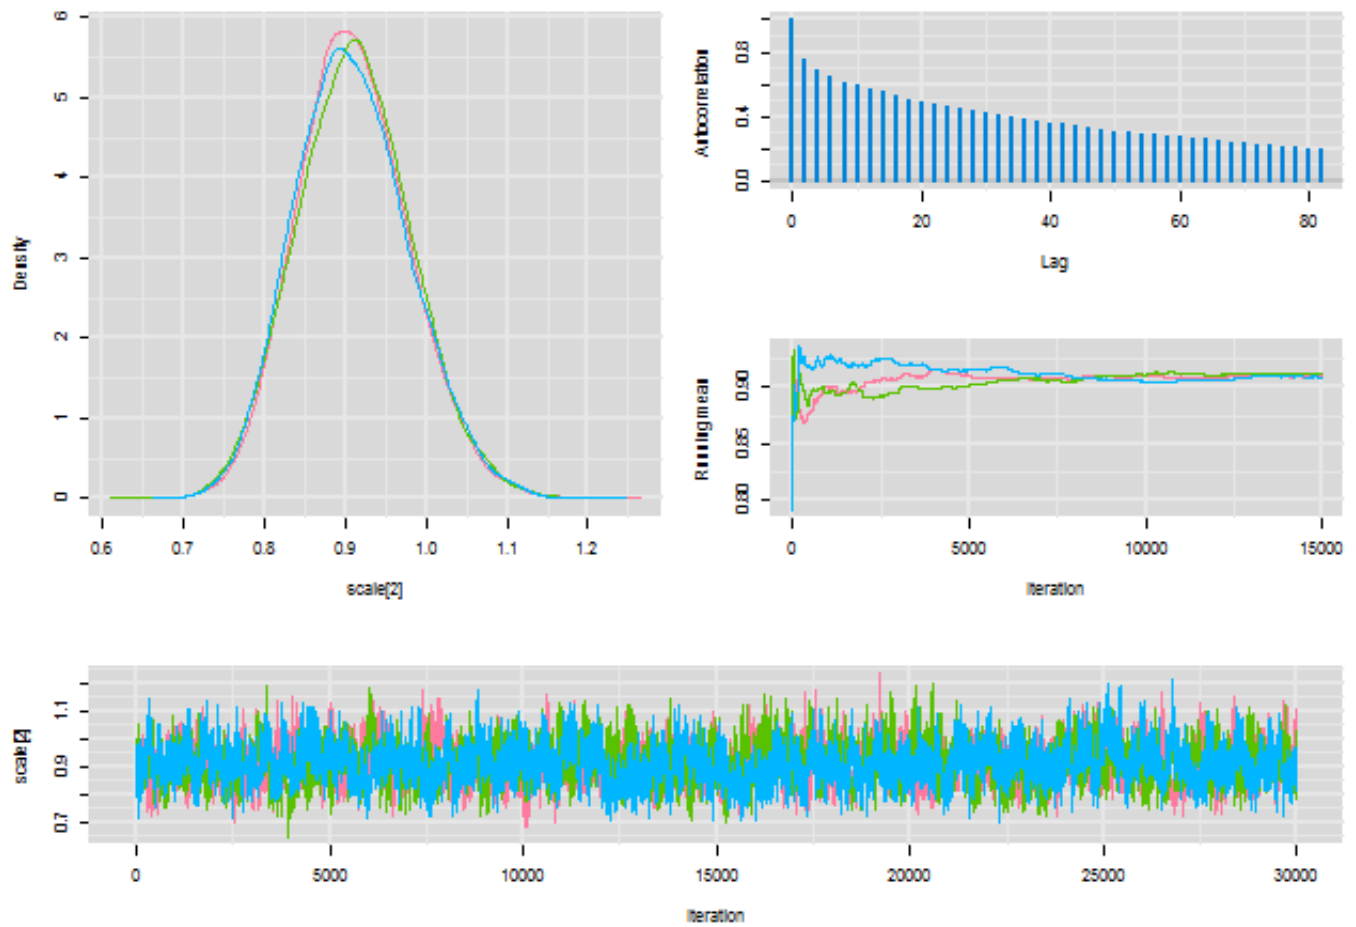 6
5
4
3
2
1
0
Density
0.6 0.7 0.8 0.9 1.0 1.1 1.2
scale[2]
0.8
0.4
0.0
Autocorrelation
0 20 40 60 80
Lag
0.90
0.85
0.80
Running mean
0 5000 10000 15000
Iteration
1.1
0.9
0.7
scale[2]
0 5000 10000 15000 20000 25000 30000
Iteration